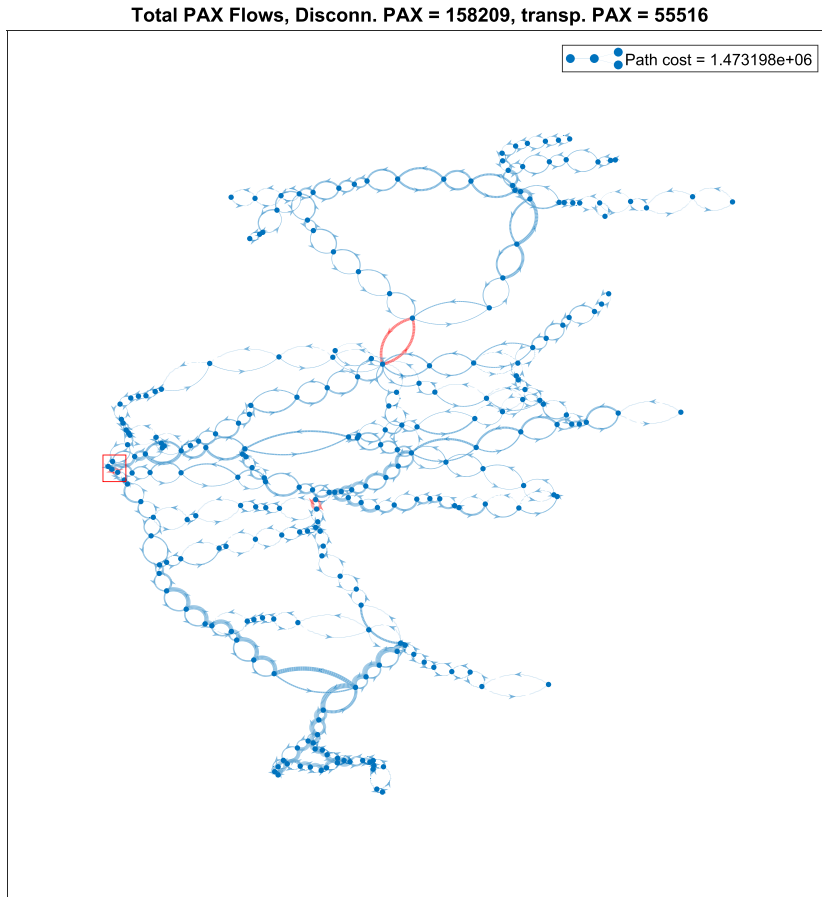 Total PAX Flows, Disconn. PAX = 158209, transp. PAX = 55516
Path cost = 1.473198e+06